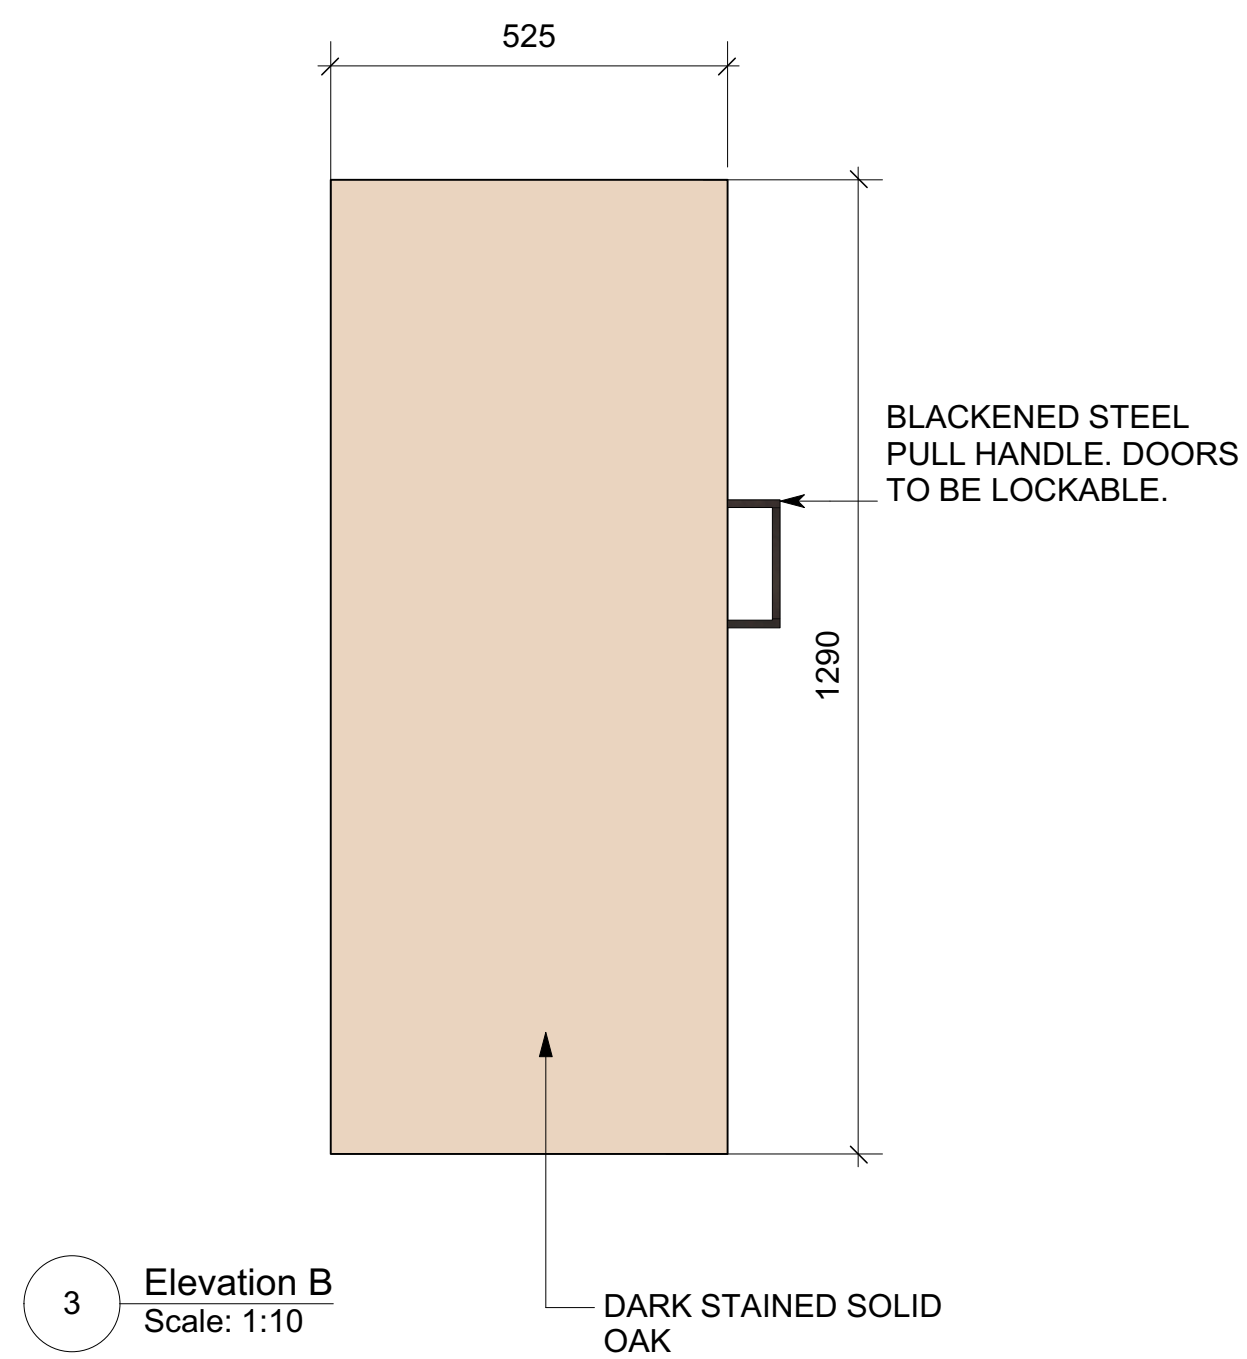 525
BLACKENED STEEL
PULL HANDLE. DOORS
TO BE LOCKABLE.
1290
3
Elevation B
Scale: 1:10
DARK STAINED SOLID
OAK